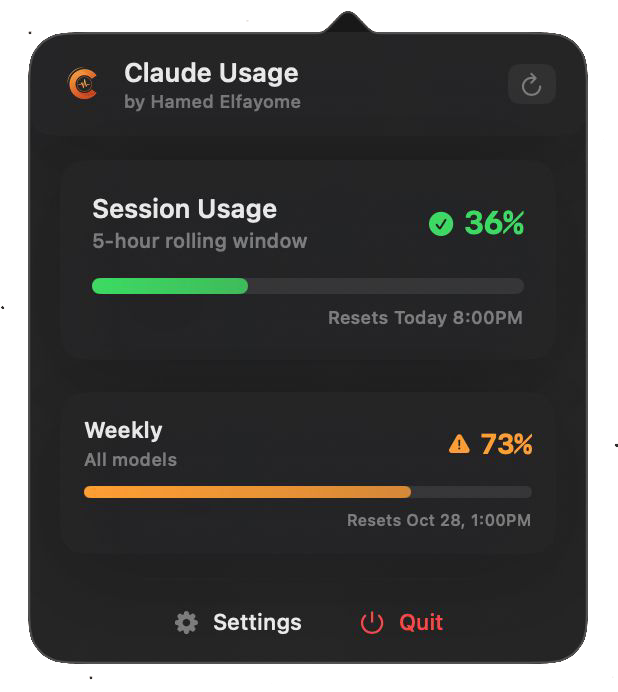 Claude Usage
by Hamed Elfayome
Session Usage
36%
5-hour rolling window
Resets Today 8:00PM
Weekly
73%
All models
Resets Oct 28, 1:00PM
Settings
Quit